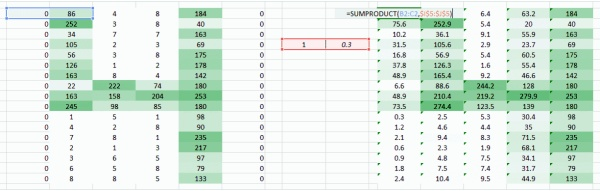 0 86 4 8 184 0 =SUMPRODUCT(B2:C2,$I$5:$J$5) 6.4 63.2 184
0 252 3 8 40 0 75.6 252.9 5.4 20 40
0 34 7 7 163 0 10.2 36.1 9.1 55.9 163
0 105 2 3 69 0 1 0.3 31.5 105.6 2.9 23.7 69
0 56 3 8 175 0 16.8 56.9 5.4 60.5 175
0 126 1 2 178 0 37.8 126.3 1.6 55.4 178
0 163 8 4 142 0 48.9 165.4 9.2 46.6 142
0 22 222 74 180 0 6.6 88.6 244.2 128 180
0 163 158 204 253 0 48.9 210.4 219.2 279.9 253
0 245 98 85 180 0 73.5 274.4 123.5 139 180
0 1 5 1 98 0 0.3 2.5 5.3 30.4 98
0 4 2 8 90 0 1.2 4.6 4.4 35 90
0 7 8 1 235 0 2.1 9.4 8.3 71.5 235
0 2 1 3 217 0 0.6 2.3 1.9 68.1 217
0 3 6 5 97 0 0.9 4.8 7.5 34.1 97
0 6 5 8 79 0 1.8 7.5 7.4 31.7 79
0 8 8 5 133 0 2.4 10.4 9.5 44.9 133